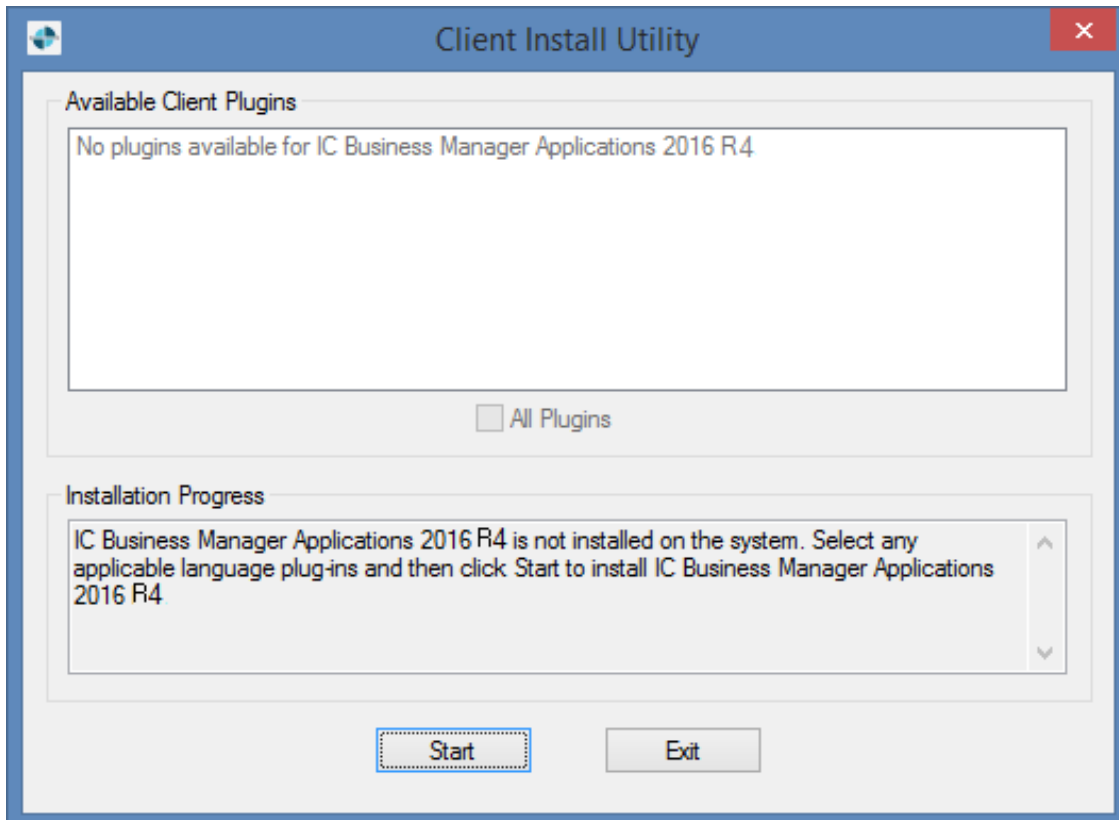 Client Install Utility
Available Client Plugins
No plugins available for IC Business Manager Applications 2016 R4
All Plugins
Installation Progress
IC Business Manager Applications 2016 R4 is not installed on the system. Select any
applicable language plug-ins and then click Start to install IC Business Manager Applications
2016 R4
Start
Exit